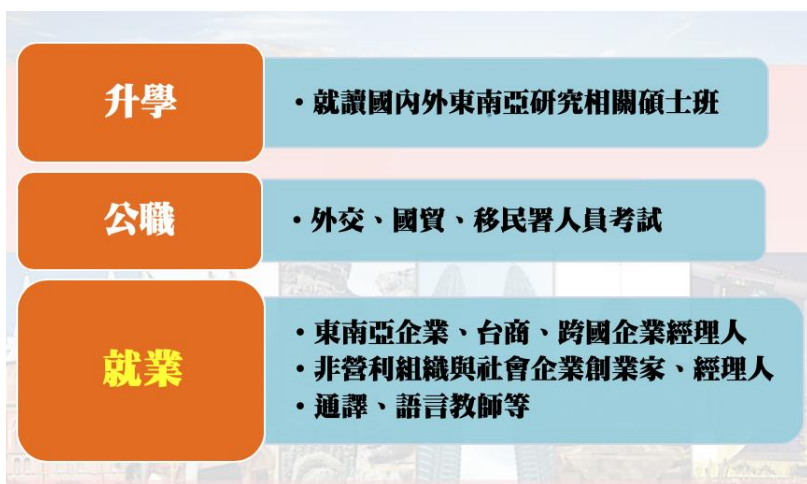 升學
・就讀國內外東南亞研究相關碩士班
公職
・外交、國貿、移民署人員考試
就業
・東南亞企業、台商、跨國企業經理人
・非營利組織與社會企業創業家、經理人
・通譯、語言教師等